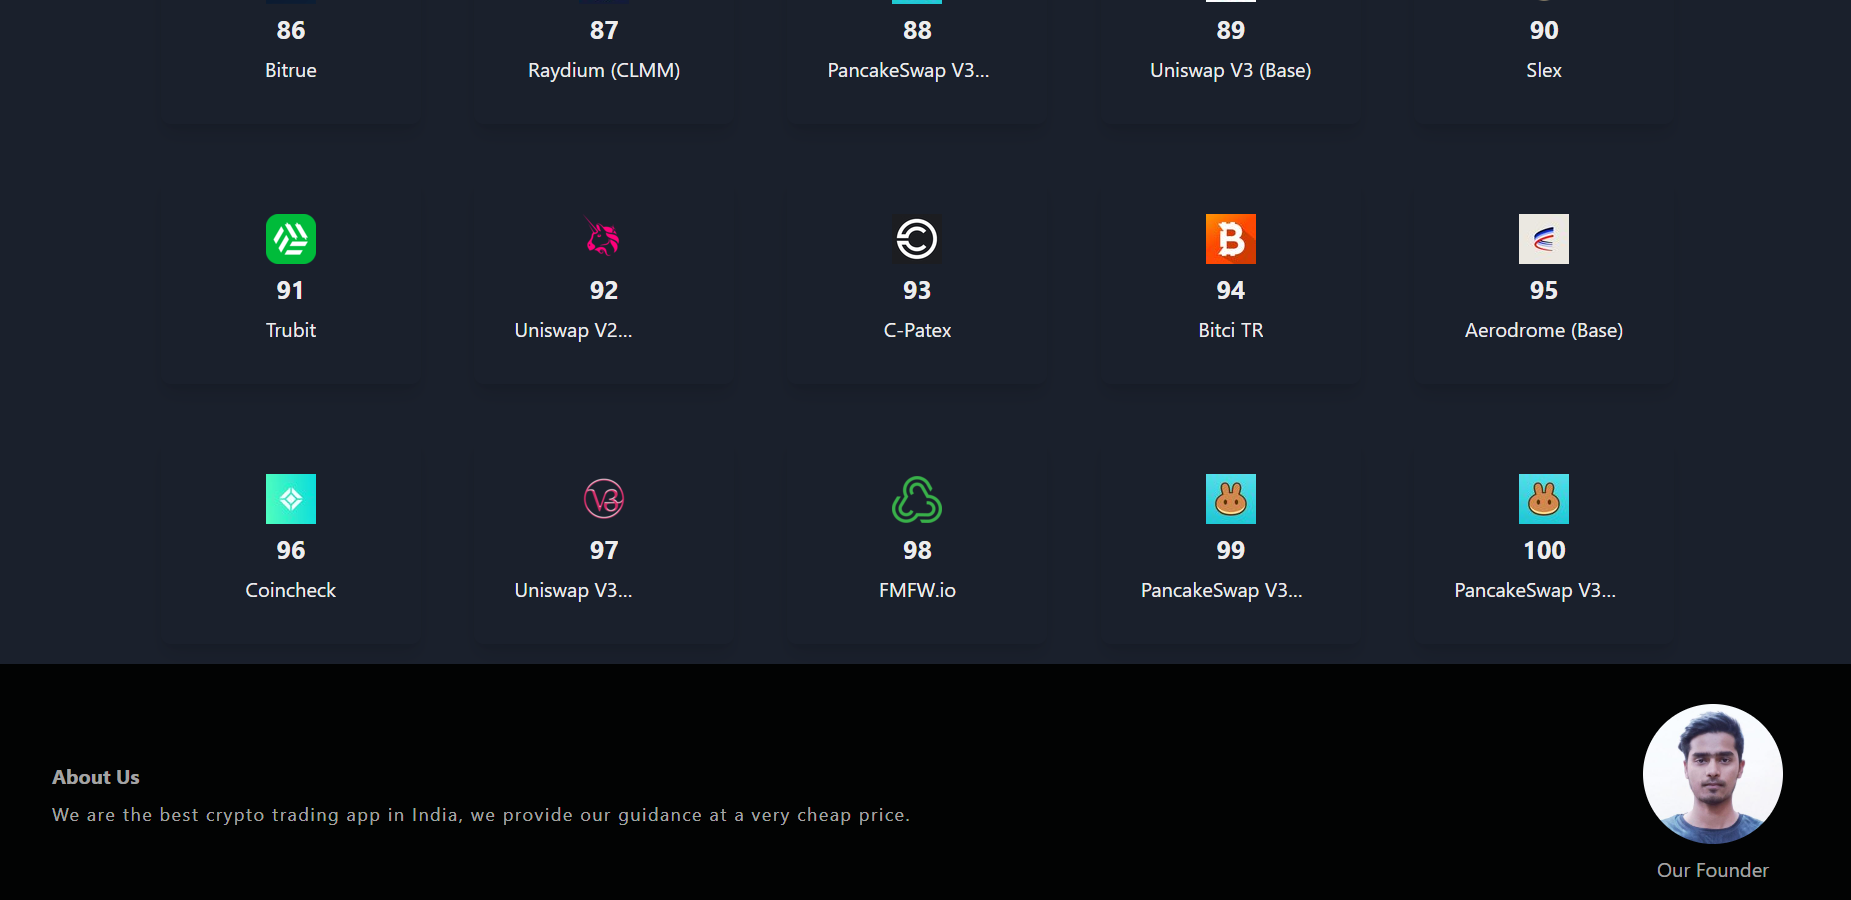 86 87 88 89 90
Bitrue Raydium (CLMM) PancakeSwap V3... Uniswap V3 (Base) Slex
91 92 93 94 95
Trubit Uniswap V2... C-Patex Bitci TR Aerodrome (Base)
96 97 98 99 100
Coincheck Uniswap V3... FMFW.io PancakeSwap V3... PancakeSwap V3...
About Us
We are the best crypto trading app in India, we provide our guidance at a very cheap price.
Our Founder